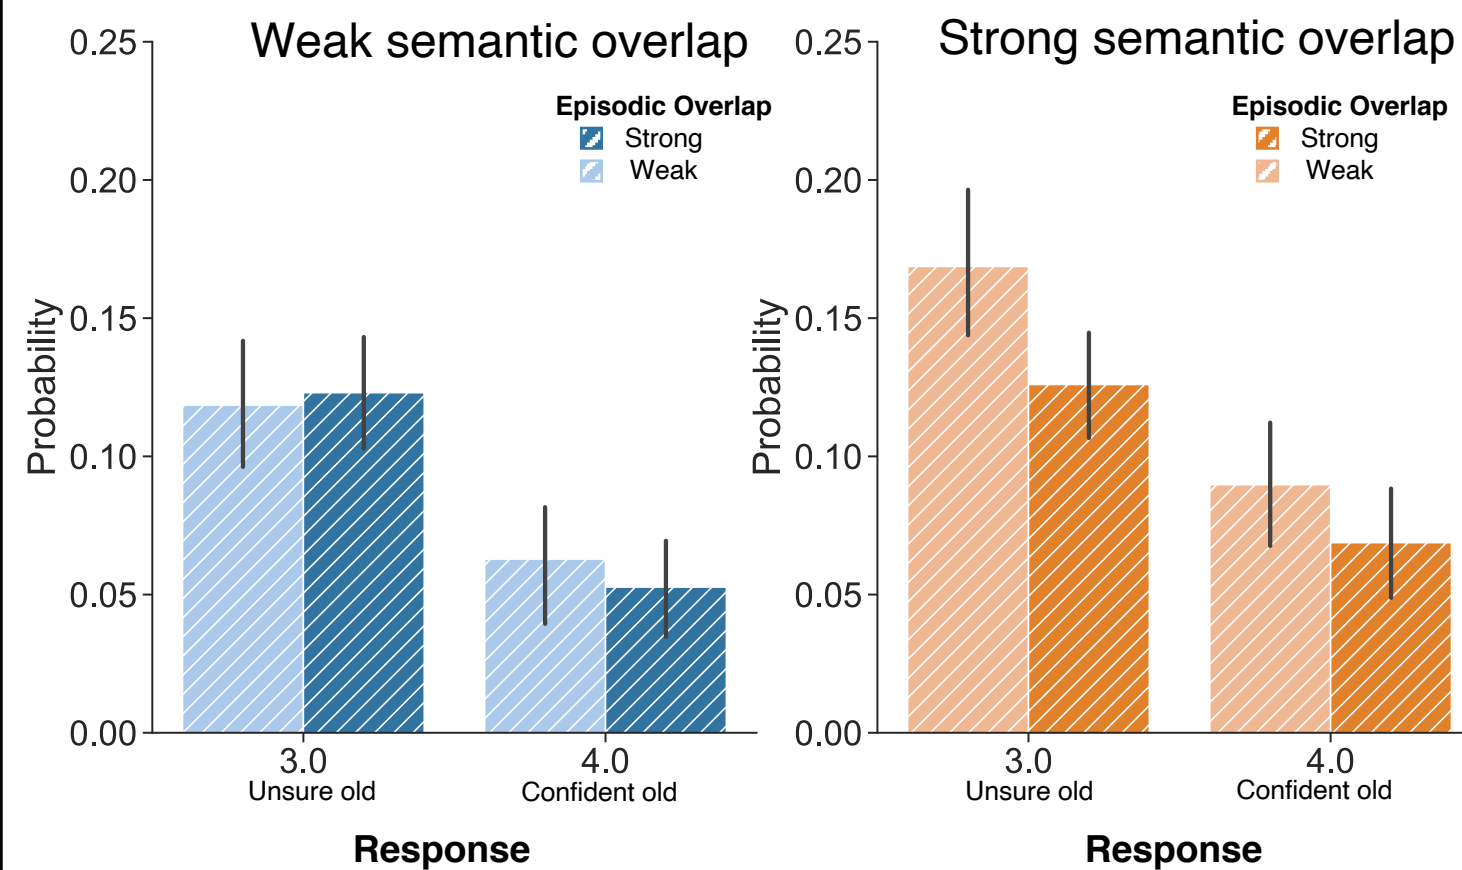 Weak semantic overlap
Episodic Overlap
Strong
Weak
0.25
0.20
0.15
0.10
0.05
0.00
Probability
3.0
4.0
Unsure old
Confident old
Response
Strong semantic overlap
Episodic Overlap
Strong
Weak
0.25
0.20
0.15
0.10
0.05
0.00
Probability
3.0
4.0
Unsure old
Confident old
Response